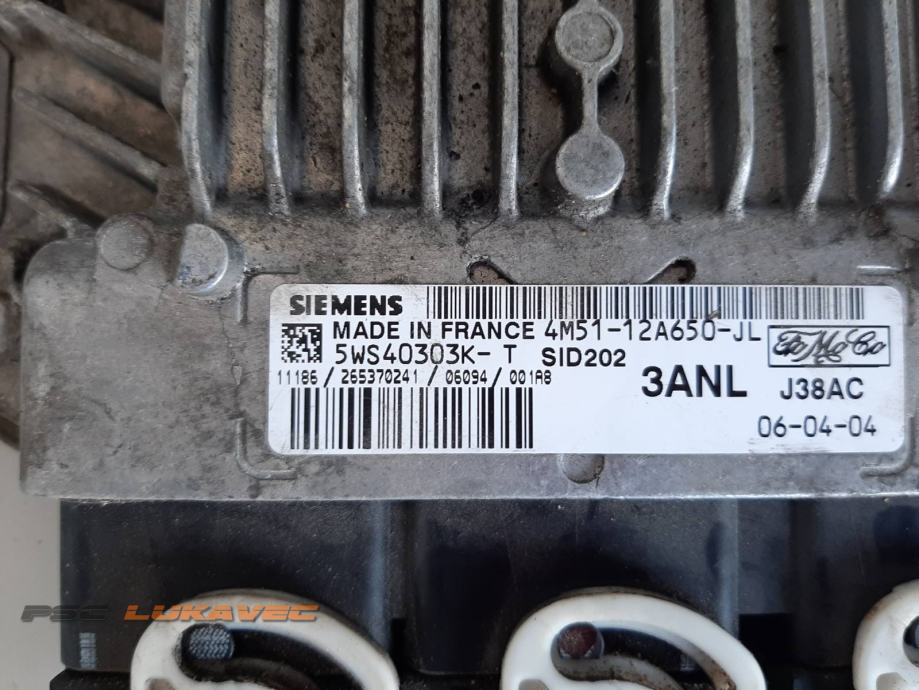 SIEMENS
MADE IN FRANCE 4M51-12A650-JL
FoMoCo
5WS40303K-T SID202
11186/265370241/06094/001A8
3ANL J38AC
06-04-04
PSC LUKAVEC